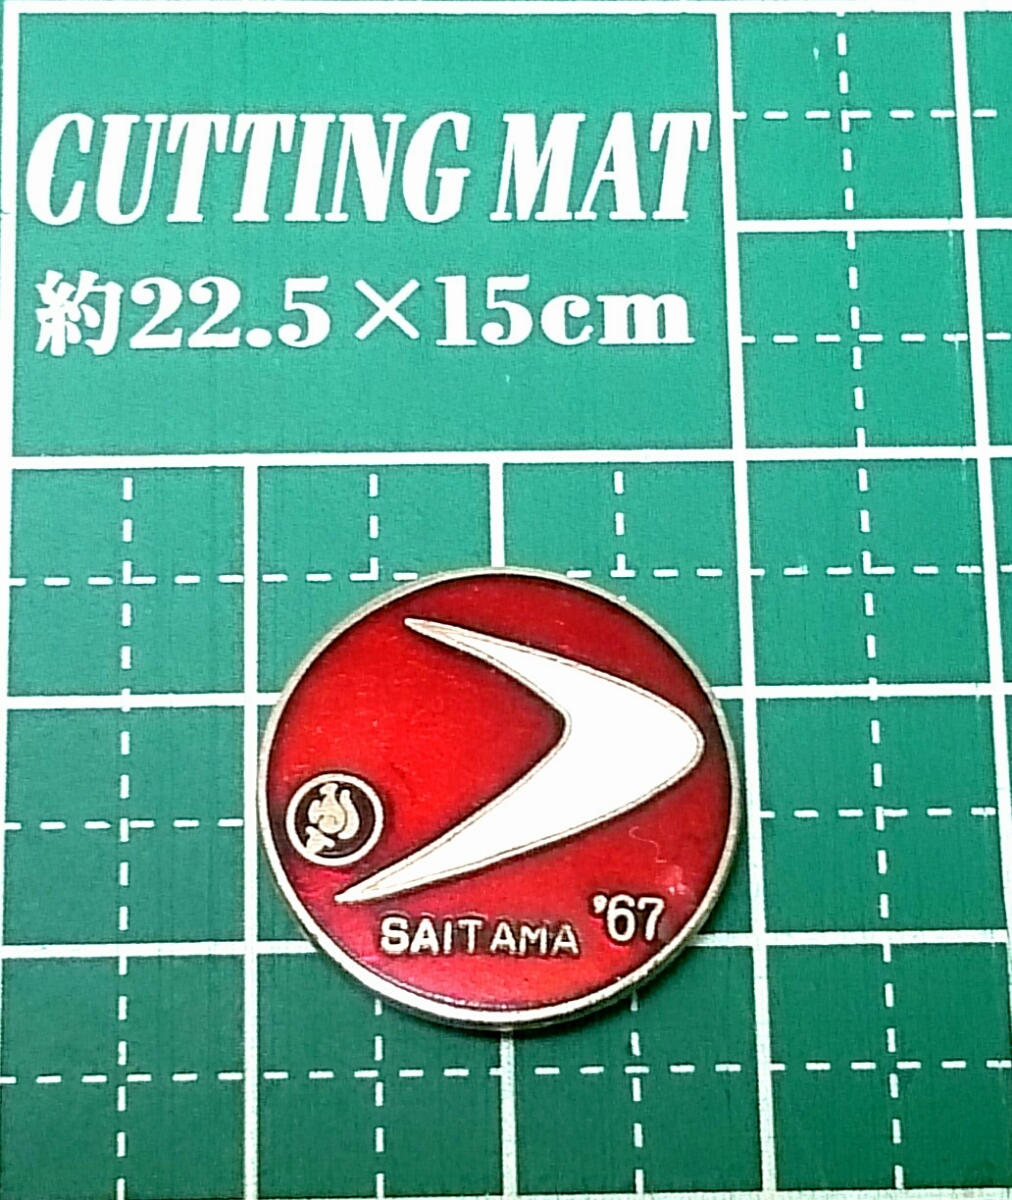 CUTTING MAT
約22.5×15cm
SAITAMA '67